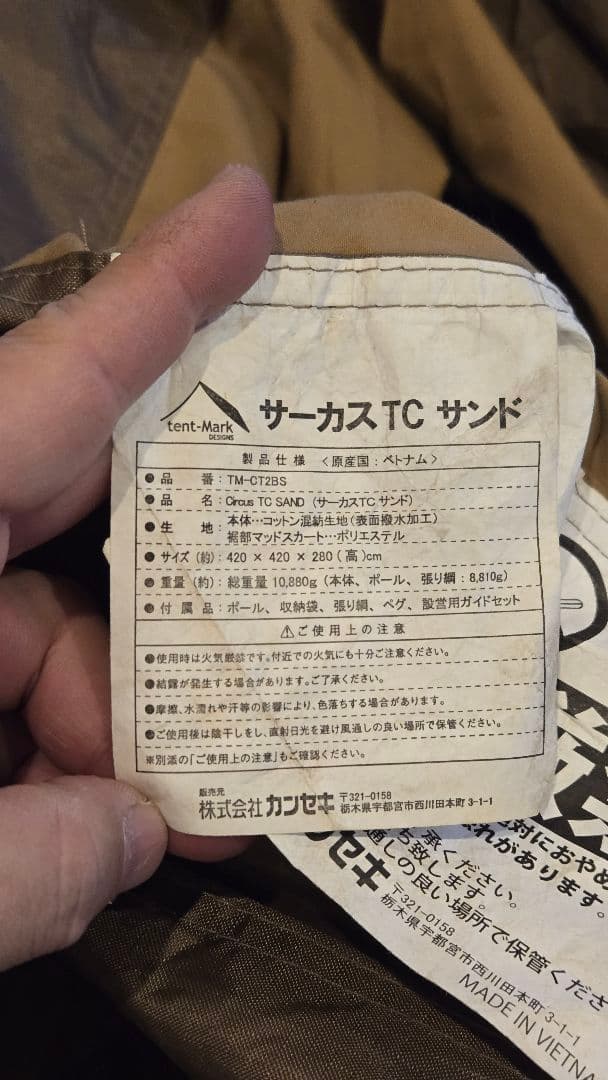 tent-Mark
DESIGNS
サーカスTC サンド
製品仕様 〈原産国：ベトナム〉
●品 番：TM-CT2BS
●品 名：Circus TC SAND (サーカスTC サンド)
●生 地：本体…コットン混紡生地(表面撥水加工)
裾部マッドスカート…ポリエステル
●サイズ(約)：420 × 420 × 280(高)cm
●重量(約)：総重量 10,880g (本体、ポール、張り綱：8,810g)
●付属品：ポール、収納袋、張り綱、ペグ、設営用ガイドセット
⚠ご使用上の注意
●使用時は火気厳禁です。付近での火気にも十分ご注意ください。
●結露が発生する場合があります。ご了承ください。
●摩擦、水濡れや汗等の影響により、色落ちする場合があります。
●ご使用後は陰干しをし、直射日光を避け風通しの良い場所で保管ください。
※別添の「ご使用上の注意」もご確認ください。
販売元
株式会社カンセキ 〒321-0158
栃木県宇都宮市西川田本町 3-1-1
絶対におやめ
れがあります。
承ください。
ち致します。
通しの良い場所で保管くださ
ンセキ
〒321-0158
栃木県宇都宮市西川田本町 3-1-1
MADE IN VIETNA